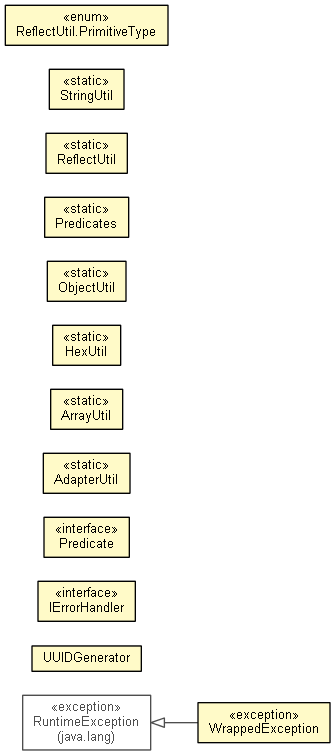 «enum»
ReflectUtil.PrimitiveType
«static»
StringUtil
«static»
ReflectUtil
«static»
Predicates
«static»
ObjectUtil
«static»
HexUtil
«static»
ArrayUtil
«static»
AdapterUtil
«interface»
Predicate
«interface»
IErrorHandler
UUIDGenerator
«exception»
RuntimeException
(java.lang)
«exception»
WrappedException